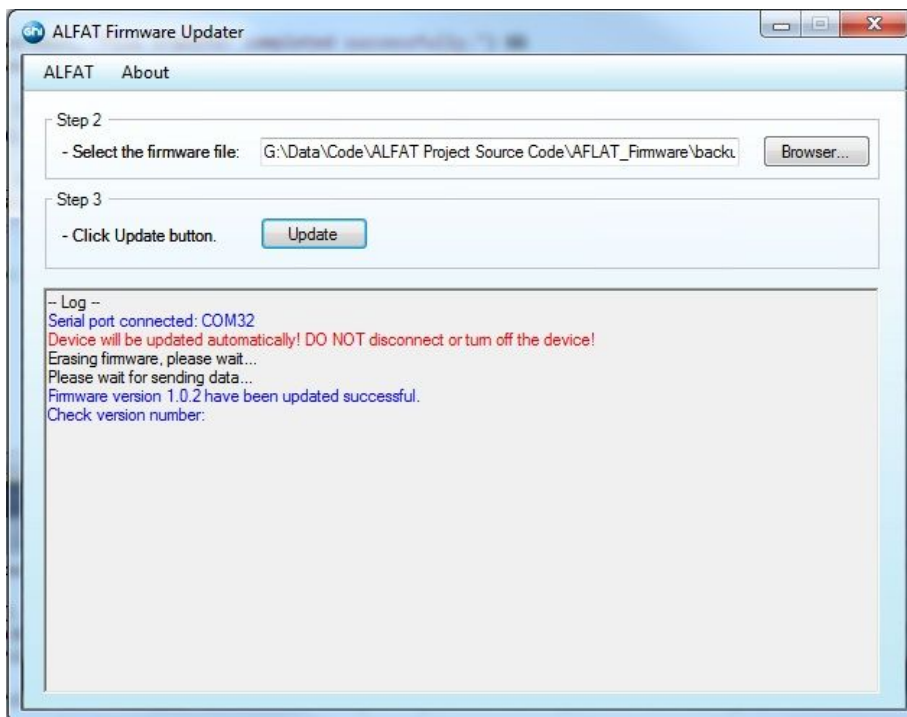 GHI ALFAT Firmware Updater
ALFAT About
Step 2
- Select the firmware file: G:\Data\Code\ALFAT Project Source Code\AFLAT_Firmware\backu Browser...
Step 3
- Click Update button. Update
-- Log --
Serial port connected: COM32
Device will be updated automatically! DO NOT disconnect or turn off the device!
Erasing firmware, please wait...
Please wait for sending data...
Firmware version 1.0.2 have been updated successful.
Check version number: